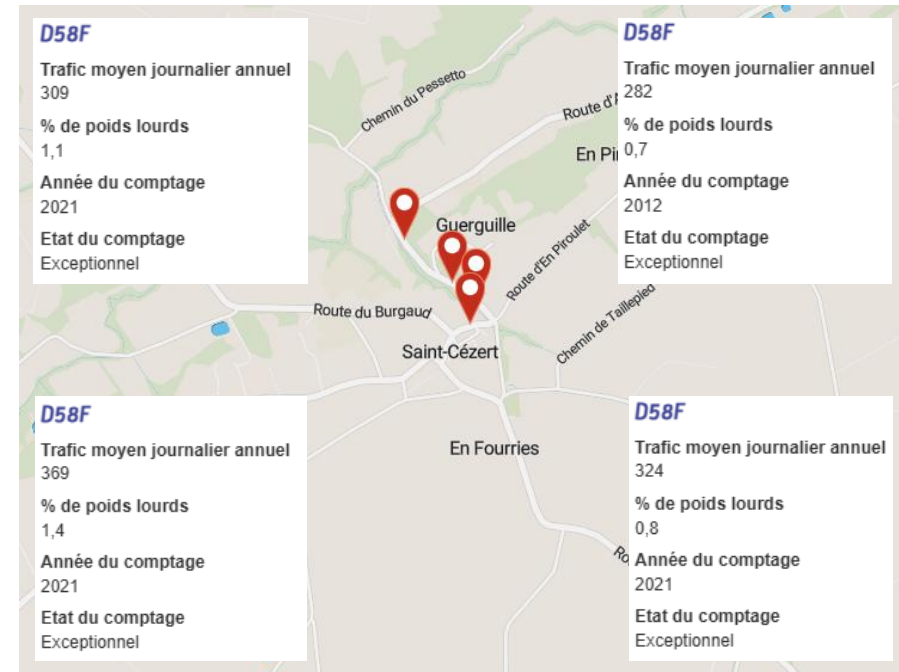 D58F
Trafic moyen journalier annuel
309
% de poids lourds
1,1
Année du comptage
2021
Etat du comptage
Exceptionnel
D58F
Trafic moyen journalier annuel
282
% de poids lourds
0,7
Année du comptage
2012
Etat du comptage
Exceptionnel
Chemin du Pessetto
Route d'
En Pi
Guerguille
Route d'En Piroulet
Route du Burgaud
Saint-Cézert
Chemin de Taillepied
En Fourries
D58F
Trafic moyen journalier annuel
369
% de poids lourds
1,4
Année du comptage
2021
Etat du comptage
Exceptionnel
D58F
Trafic moyen journalier annuel
324
% de poids lourds
0,8
Ro
Année du comptage
2021
Etat du comptage
Exceptionnel